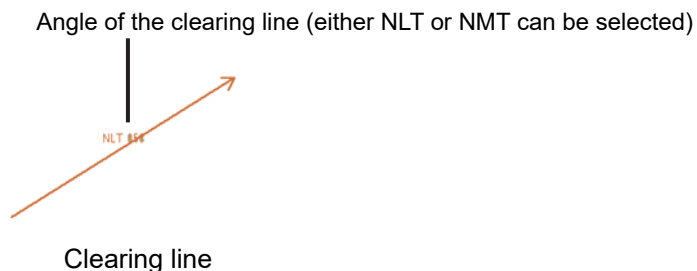 Angle of the clearing line (either NLT or NMT can be selected)
NLT
Clearing line